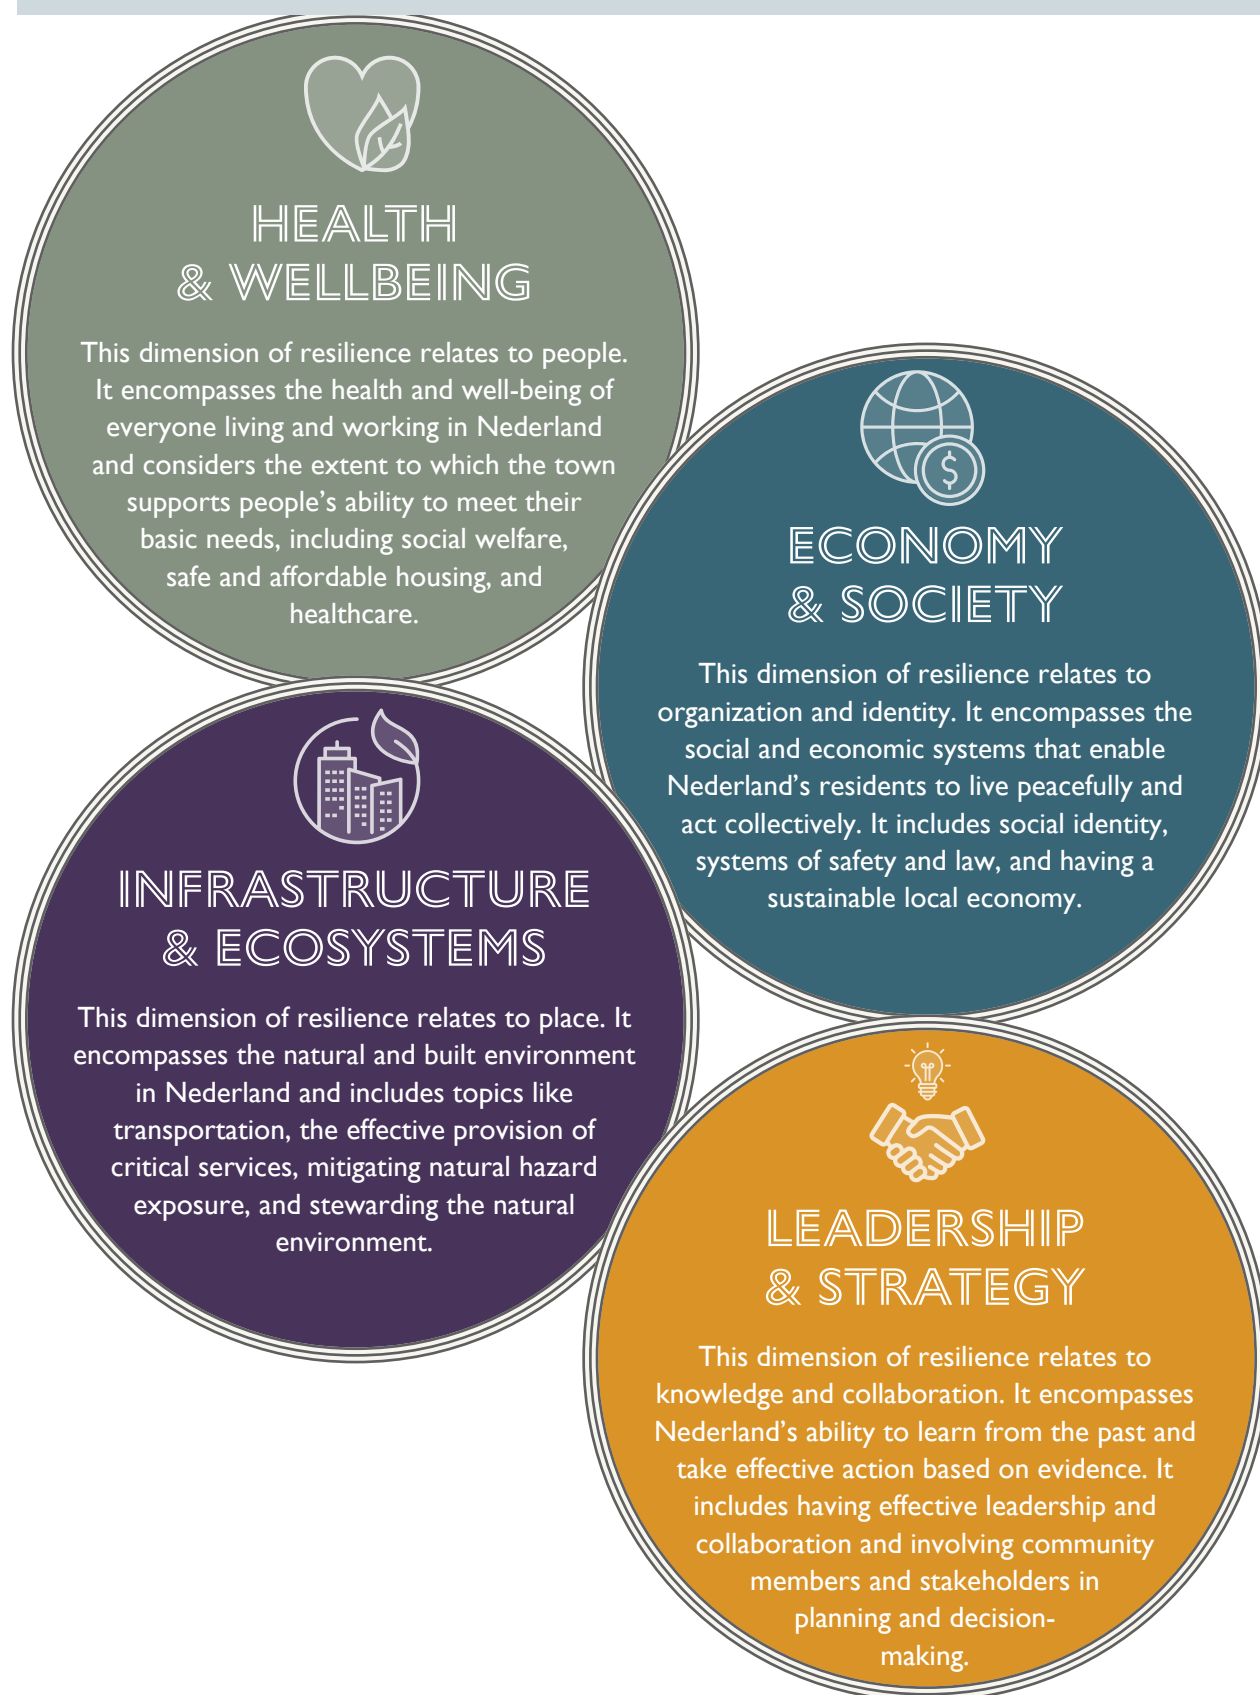 HEALTH
& WELLBEING
This dimension of resilience relates to people.
It encompasses the health and well-being of
everyone living and working in Nederland
and considers the extent to which the town
supports people’s ability to meet their
basic needs, including social welfare,
safe and affordable housing, and
healthcare.
$
ECONOMY
& SOCIETY
This dimension of resilience relates to
organization and identity. It encompasses the
social and economic systems that enable
Nederland’s residents to live peacefully and
act collectively. It includes social identity,
systems of safety and law, and having a
sustainable local economy.
INFRASTRUCTURE
& ECOSYSTEMS
This dimension of resilience relates to place. It
encompasses the natural and built environment
in Nederland and includes topics like
transportation, the effective provision of
critical services, mitigating natural hazard
exposure, and stewarding the natural
environment.
LEADERSHIP
& STRATEGY
This dimension of resilience relates to
knowledge and collaboration. It encompasses
Nederland’s ability to learn from the past and
take effective action based on evidence. It
includes having effective leadership and
collaboration and involving community
members and stakeholders in
planning and decision-
making.